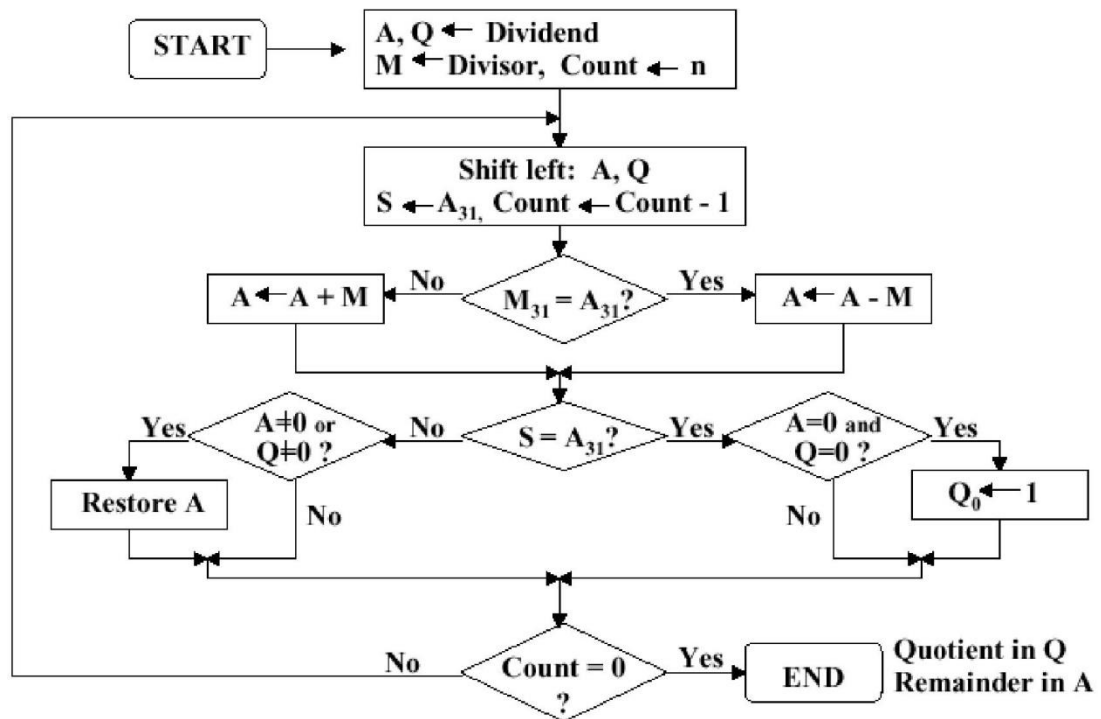 START
A, Q ← Dividend
M ← Divisor, Count ← n
Shift left: A, Q
S ← A₃₁, Count ← Count - 1
No
Yes
A ← A + M
M₃₁ = A₃₁?
A ← A - M
Yes
A≠0 or
Q≠0 ?
No
S = A₃₁?
Yes
A=0 and
Q=0 ?
Yes
Restore A
No
No
Q₀ ← 1
No
Count = 0
?
Yes
END
Quotient in Q
Remainder in A